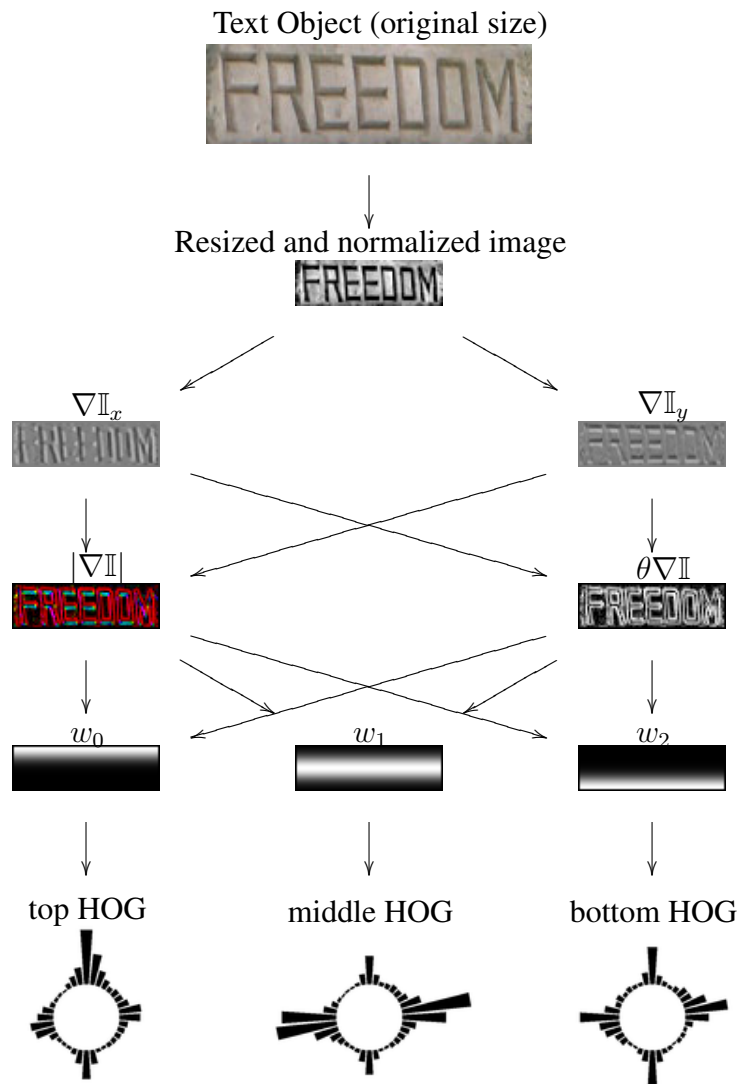 Text Object (original size)
FREEDOM
Resized and normalized image
FREEDOM
∇𝕀ₓ ∇𝕀ᵧ
FREEDOM FREEDOM
|∇𝕀| θ∇𝕀
FREEDOM FREEDOM
w₀ w₁ w₂
top HOG middle HOG bottom HOG